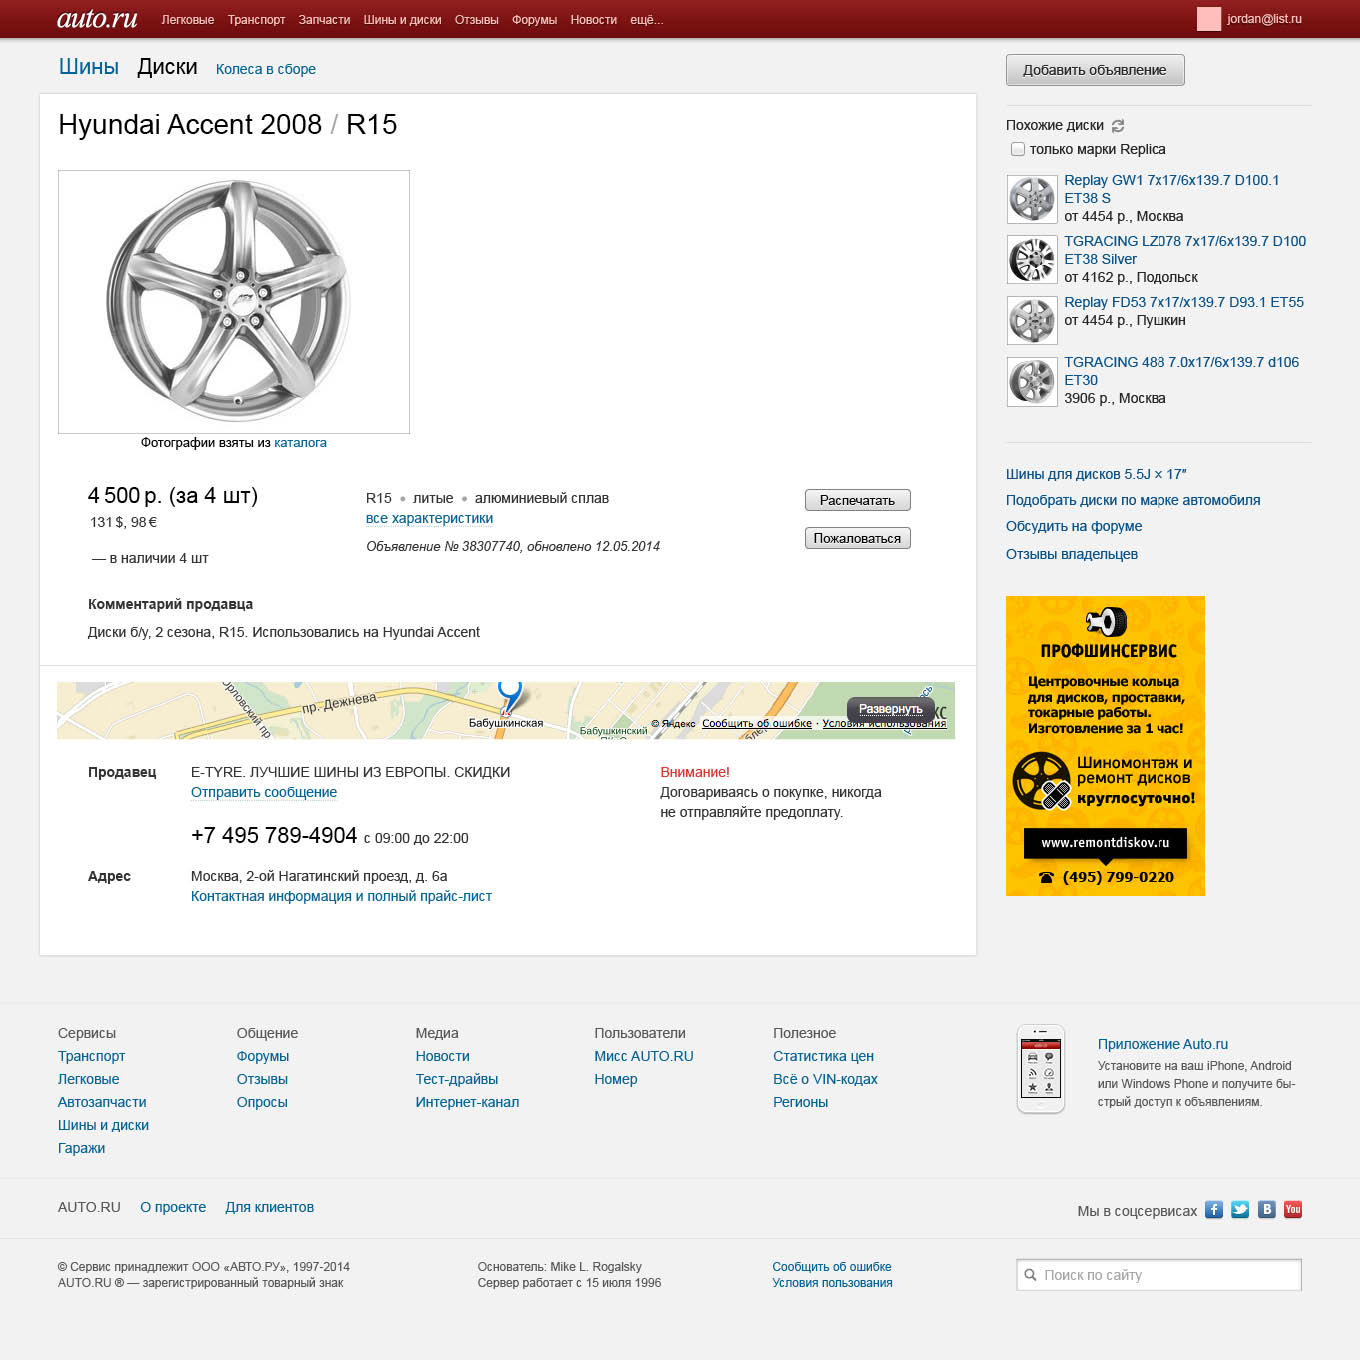 auto.ru Легковые Транспорт Запчасти Шины и диски Отзывы Форумы Новости ещё... jordan@list.ru
Шины Диски Колеса в сборе
Добавить объявление
Hyundai Accent 2008 / R15
Фотографии взяты из каталога
4 500 р. (за 4 шт)
131 $, 98 €
— в наличии 4 шт
R15 • литые • алюминиевый сплав
все характеристики
Объявление № 38307740, обновлено 12.05.2014
Распечатать
Пожаловаться
Комментарий продавца
Диски б/у, 2 сезона, R15. Использовались на Hyundai Accent
Орловский пр.
пр. Дежнева
Бабушкинская
Бабушкинский
© Яндекс Сообщить об ошибке · Условия использования
Развернуть
Продавец E-TYRE. ЛУЧШИЕ ШИНЫ ИЗ ЕВРОПЫ. СКИДКИ
Отправить сообщение
+7 495 789-4904 с 09:00 до 22:00
Адрес Москва, 2-ой Нагатинский проезд, д. 6а
Контактная информация и полный прайс-лист
Внимание!
Договариваясь о покупке, никогда
не отправляйте предоплату.
Похожие диски
только марки Replica
Replay GW1 7x17/6x139.7 D100.1
ET38 S
от 4454 р., Москва
TGRACING LZ078 7x17/6x139.7 D100
ET38 Silver
от 4162 р., Подольск
Replay FD53 7x17/x139.7 D93.1 ET55
от 4454 р., Пушкин
TGRACING 488 7.0x17/6x139.7 d106
ET30
3906 р., Москва
Шины для дисков 5.5J × 17″
Подобрать диски по марке автомобиля
Обсудить на форуме
Отзывы владельцев
ПРОФШИНСЕРВИС
Центровочные кольца
для дисков, проставки,
токарные работы.
Изготовление за 1 час!
Шиномонтаж и
ремонт дисков
круглосуточно!
www.remontdiskov.ru
(495) 799-0220
Сервисы
Транспорт
Легковые
Автозапчасти
Шины и диски
Гаражи
Общение
Форумы
Отзывы
Опросы
Медиа
Новости
Тест-драйвы
Интернет-канал
Пользователи
Мисс AUTO.RU
Номер
Полезное
Статистика цен
Всё о VIN-кодах
Регионы
Приложение Auto.ru
Установите на ваш iPhone, Android
или Windows Phone и получите бы-
стрый доступ к объявлениям.
AUTO.RU О проекте Для клиентов
Мы в соцсервисах f B You
© Сервис принадлежит ООО «АВТО.РУ», 1997-2014
AUTO.RU ® — зарегистрированный товарный знак
Основатель: Mike L. Rogalsky
Сервер работает с 15 июля 1996
Сообщить об ошибке
Условия пользования
Поиск по сайту